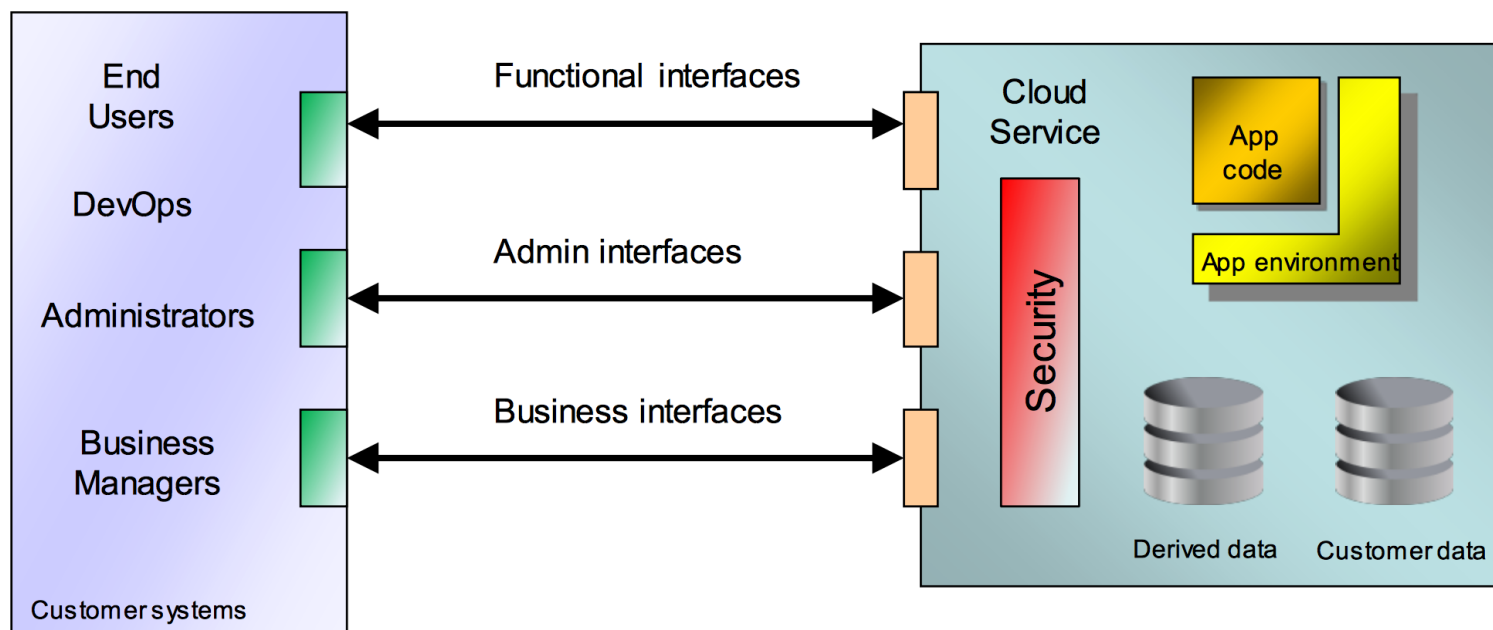 End
Users
DevOps
Administrators
Business
Managers
Customer systems
Functional interfaces
Admin interfaces
Business interfaces
Cloud
Service
Security
App
code
App environment
Derived data
Customer data